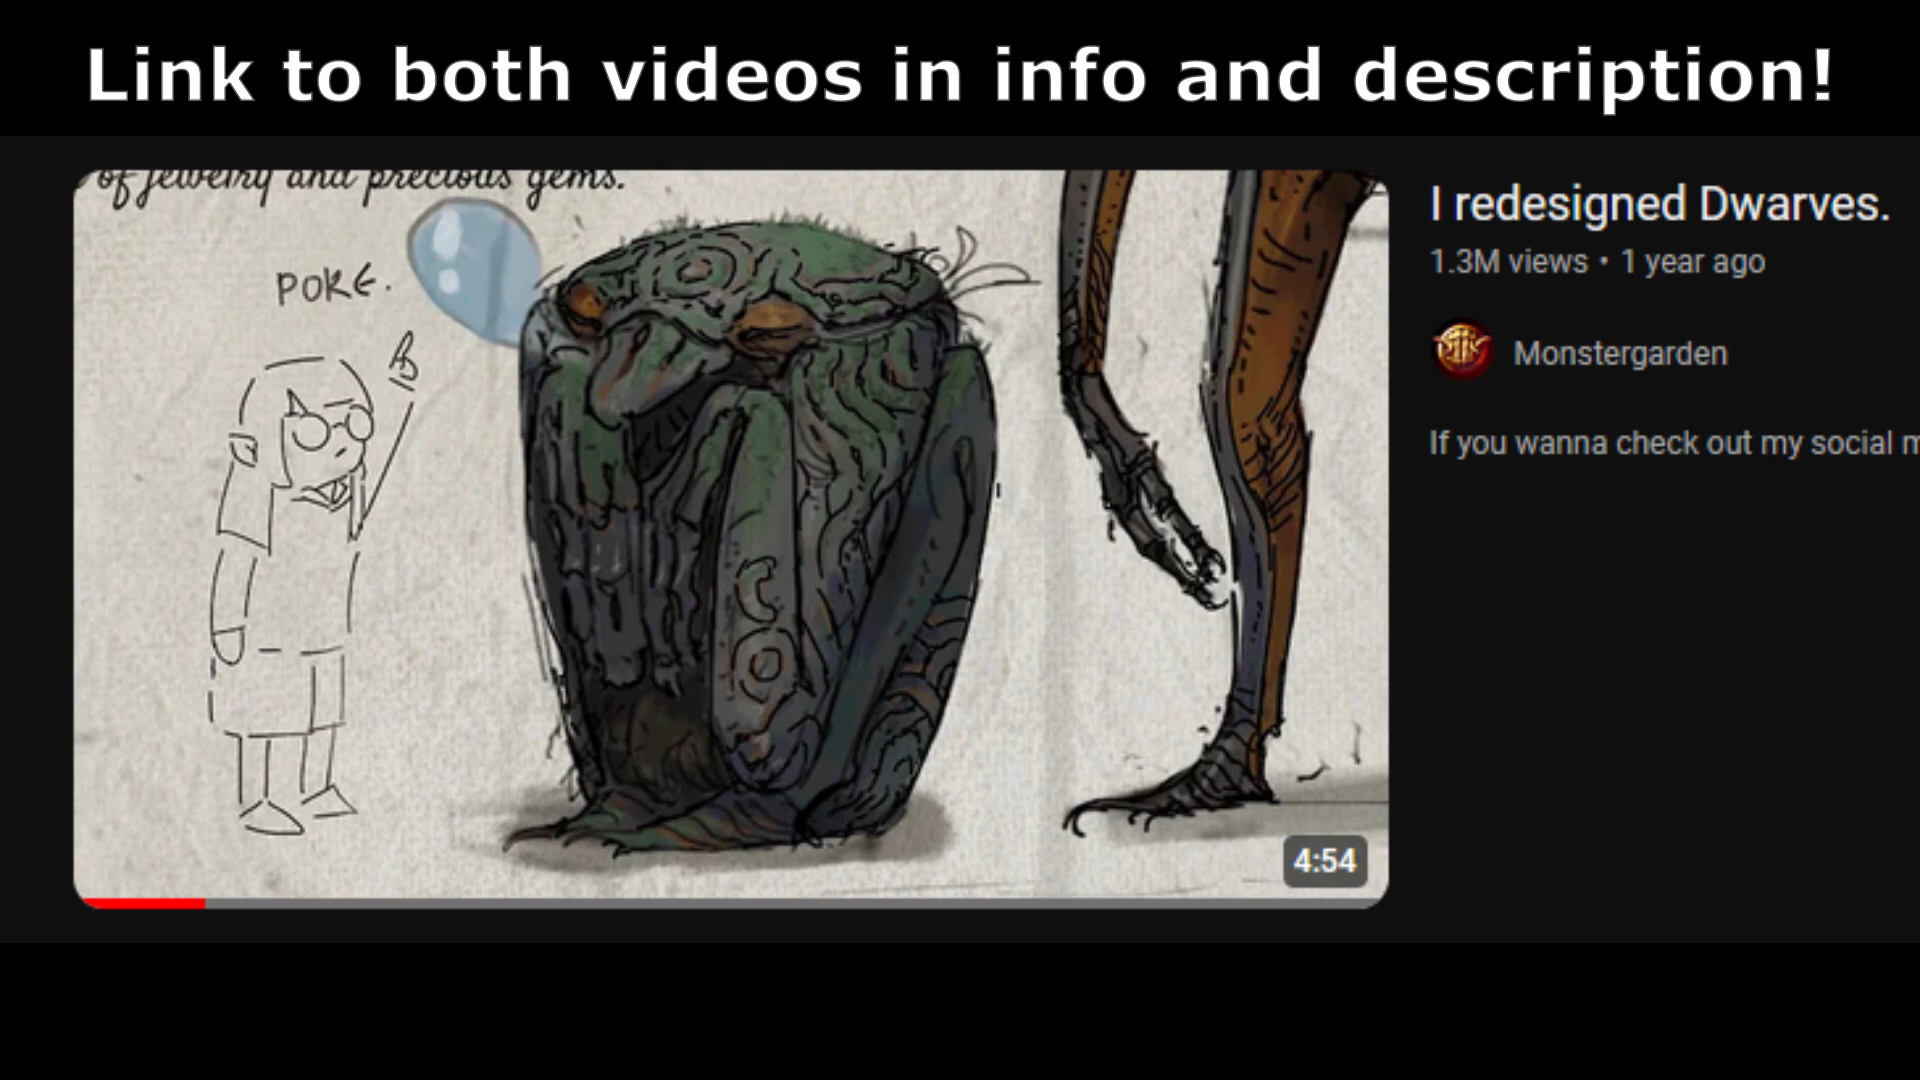 Link to both videos in info and description!
of jewelry and precious gems.
POKE.
I redesigned Dwarves.
1.3M views • 1 year ago
Monstergarden
If you wanna check out my social m
4:54